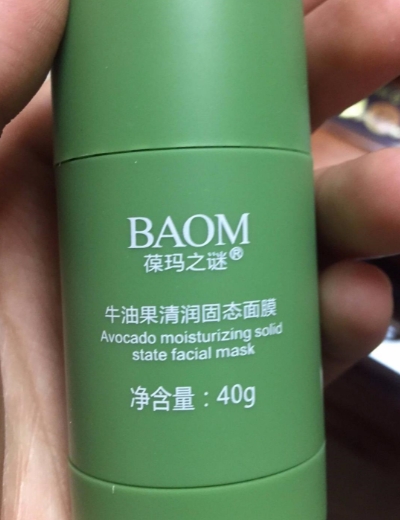 BAOM
葆玛之谜®
牛油果清润固态面膜
Avocado moisturizing solid
state facial mask
净含量：40g